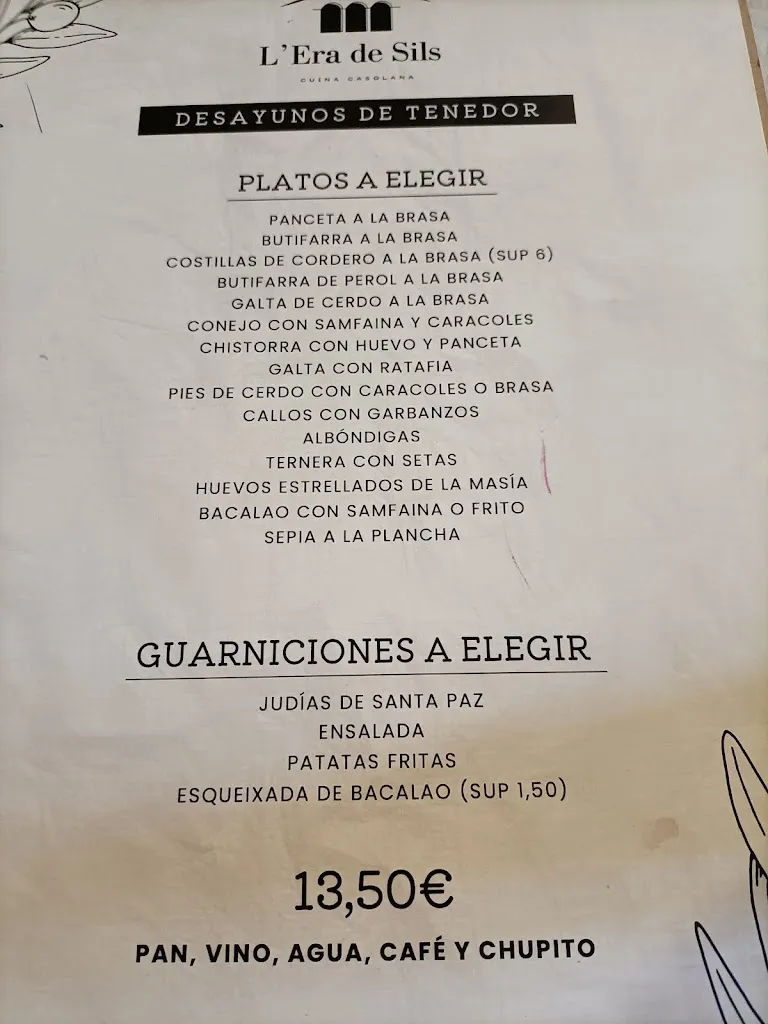 L'Era de Sils
CUINA CASOLANA
DESAYUNOS DE TENEDOR
PLATOS A ELEGIR
PANCETA A LA BRASA
BUTIFARRA A LA BRASA
COSTILLAS DE CORDERO A LA BRASA (SUP 6)
BUTIFARRA DE PEROL A LA BRASA
GALTA DE CERDO A LA BRASA
CONEJO CON SAMFAINA Y CARACOLES
CHISTORRA CON HUEVO Y PANCETA
GALTA CON RATAFIA
PIES DE CERDO CON CARACOLES O BRASA
CALLOS CON GARBANZOS
ALBÓNDIGAS
TERNERA CON SETAS
HUEVOS ESTRELLADOS DE LA MASÍA
BACALAO CON SAMFAINA O FRITO
SEPIA A LA PLANCHA
GUARNICIONES A ELEGIR
JUDÍAS DE SANTA PAZ
ENSALADA
PATATAS FRITAS
ESQUEIXADA DE BACALAO (SUP 1,50)
13,50€
PAN, VINO, AGUA, CAFÉ Y CHUPITO